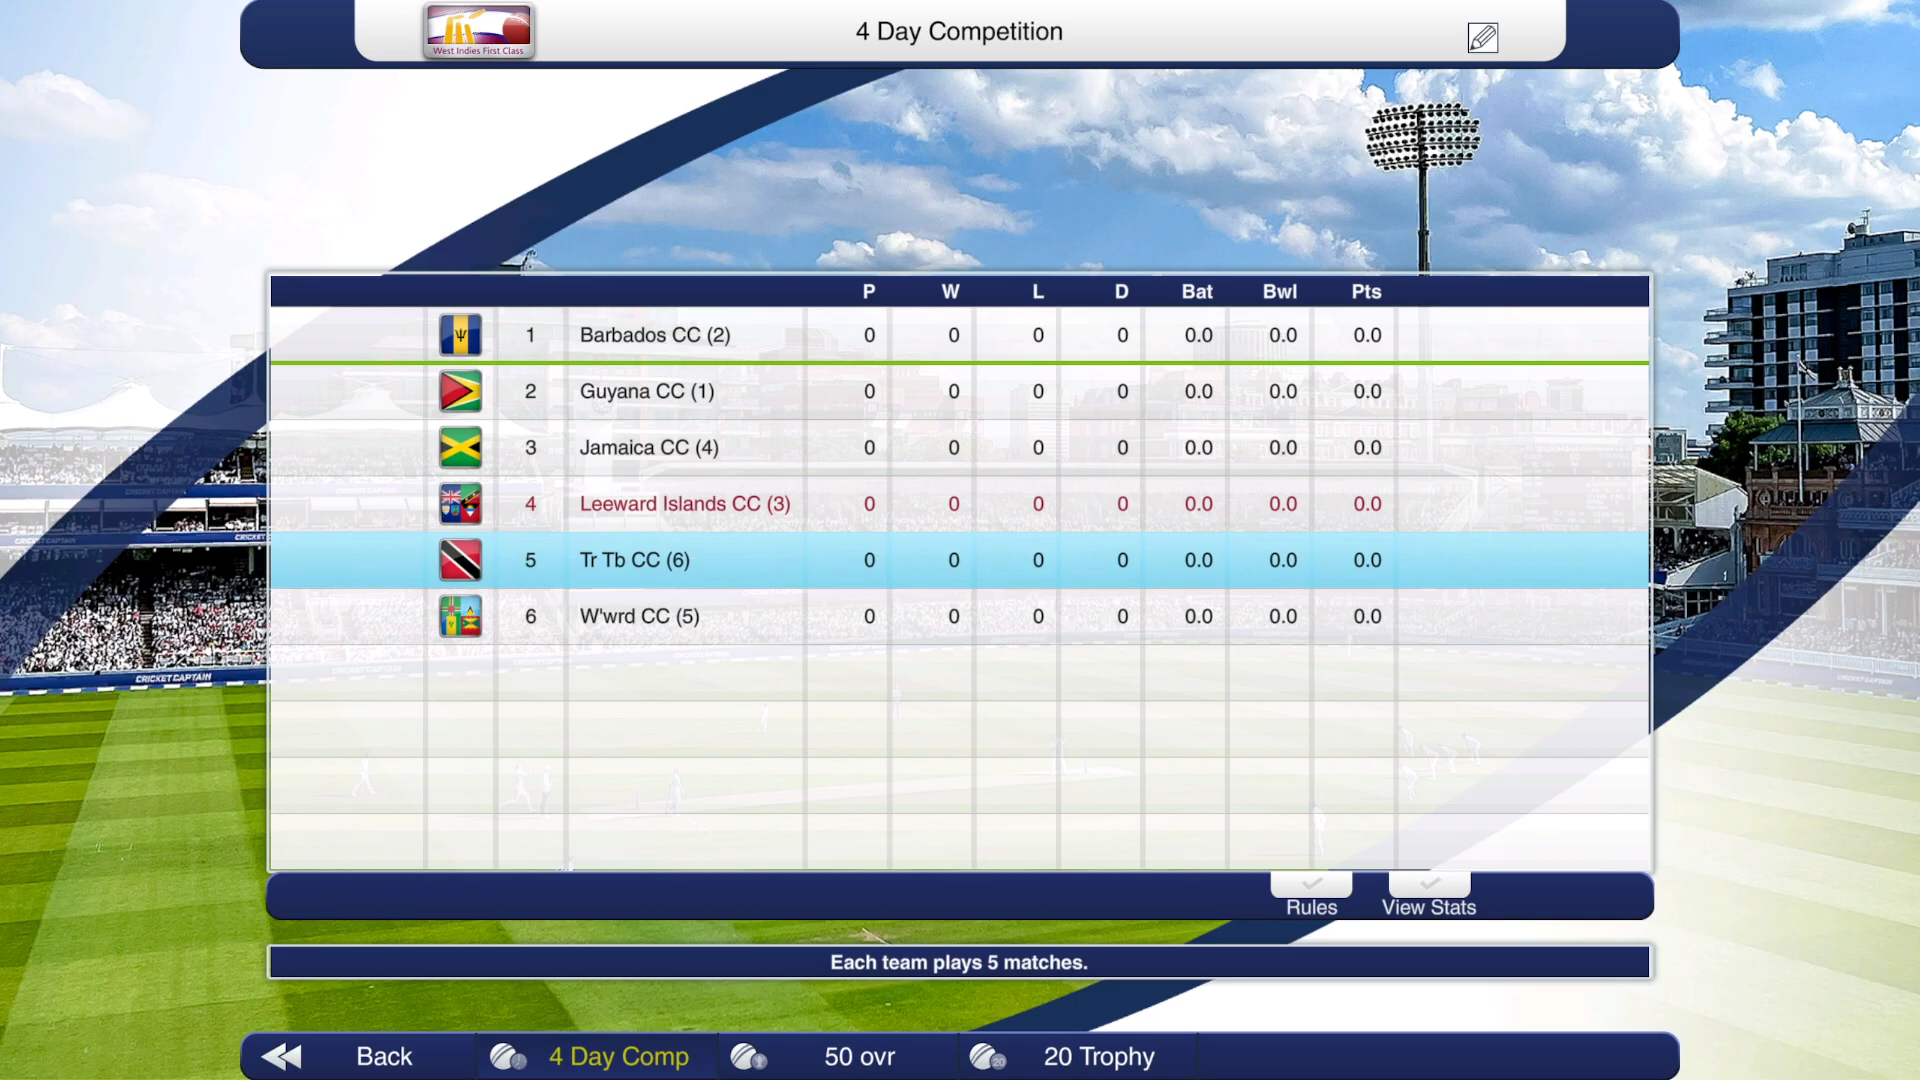 West Indies First Class
4 Day Competition
P W L D Bat Bwl Pts
1 Barbados CC (2) 0 0 0 0 0.0 0.0 0.0
2 Guyana CC (1) 0 0 0 0 0.0 0.0 0.0
3 Jamaica CC (4) 0 0 0 0 0.0 0.0 0.0
4 Leeward Islands CC (3) 0 0 0 0 0.0 0.0 0.0
5 Tr Tb CC (6) 0 0 0 0 0.0 0.0 0.0
6 W'wrd CC (5) 0 0 0 0 0.0 0.0 0.0
CRICKET CAPTAIN
Rules View Stats
Each team plays 5 matches.
Back 4 Day Comp 50 ovr 20 Trophy